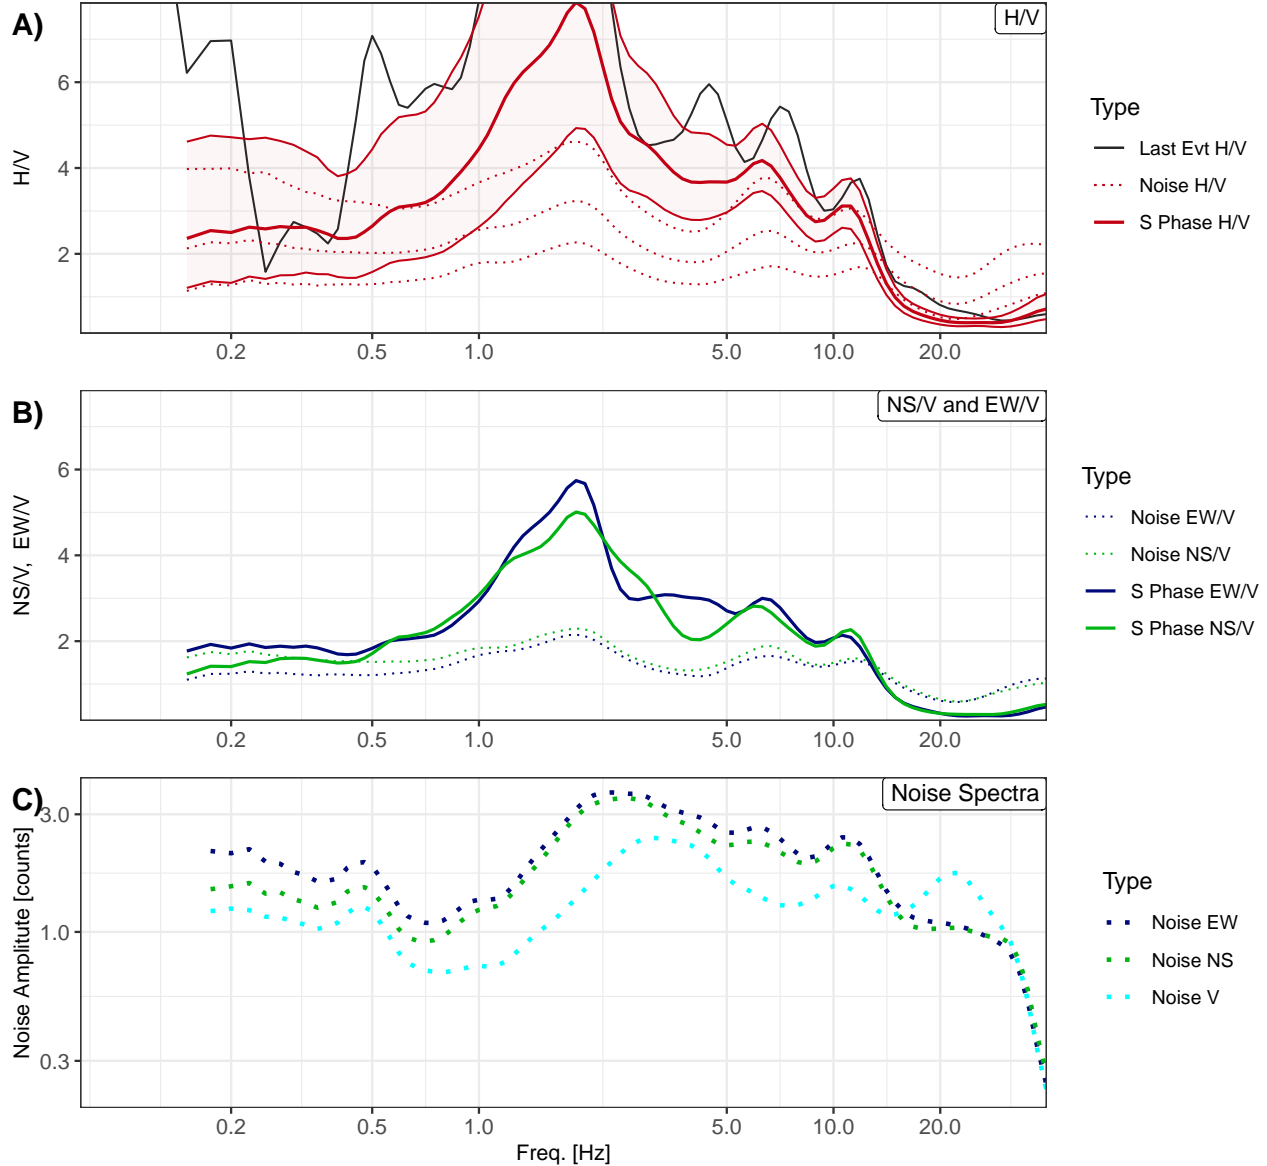 A)
H/V
H/V
6
4
2
0.2 0.5 1.0 5.0 10.0 20.0
Type
Last Evt H/V
Noise H/V
S Phase H/V
B)
NS/V and EW/V
NS/V, EW/V
6
4
2
0.2 0.5 1.0 5.0 10.0 20.0
Type
Noise EW/V
Noise NS/V
S Phase EW/V
S Phase NS/V
C)
Noise Spectra
Noise Amplitute [counts]
3.0
1.0
0.3
0.2 0.5 1.0 5.0 10.0 20.0
Freq. [Hz]
Type
Noise EW
Noise NS
Noise V